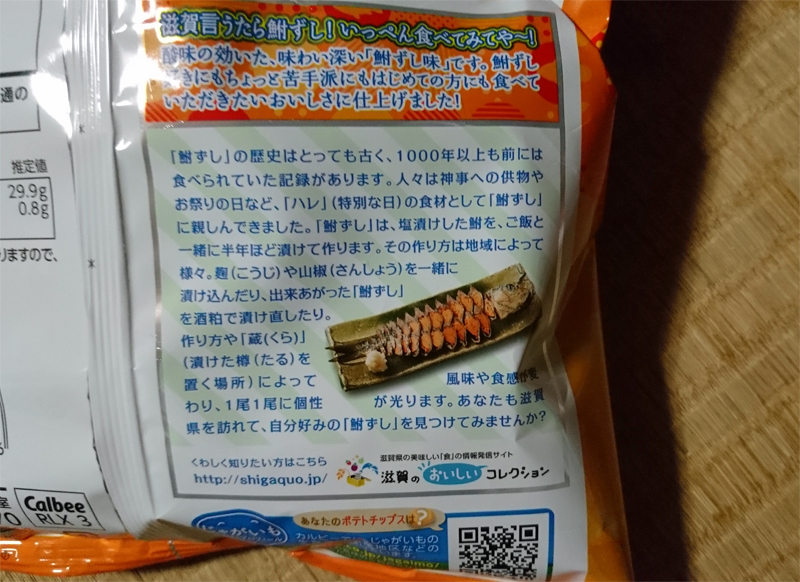 滋賀言うたら鮒ずし!いっぺん食べてみてや~!
酸味の効いた、味わい深い「鮒ずし味」です。鮒ずし
好きにもちょっと苦手派にもはじめての方にも食べて
いただきたいおいしさに仕上げました!
「鮒ずし」の歴史はとっても古く、1000年以上も前には
食べられていた記録があります。人々は神事への供物や
お祭りの日など、「ハレ」(特別な日)の食材として「鮒ずし」
に親しんできました。「鮒ずし」は、塩漬けした鮒を、ご飯と
一緒に半年ほど漬けて作ります。その作り方は地域によって
様々。麹(こうじ)や山椒(さんしょう)を一緒に
漬け込んだり、出来あがった「鮒ずし」
を酒粕で漬け直したり。
作り方や「蔵(くら)」
(漬けた樽(たる)を
置く場所)によって
風味や食感が変
わり、1尾1尾に個性
が光ります。あなたも滋賀
県を訪れて、自分好みの「鮒ずし」を見つけてみませんか?
くわしく知りたい方はこちら
http://shigaquo.jp/
滋賀県の美味しい「食」の情報発信サイト
滋賀のおいしいコレクション
通の
推定値
29.9g
0.8g
りますので、
室
Calbee
RLX 3
あなたのポテトチップスは?